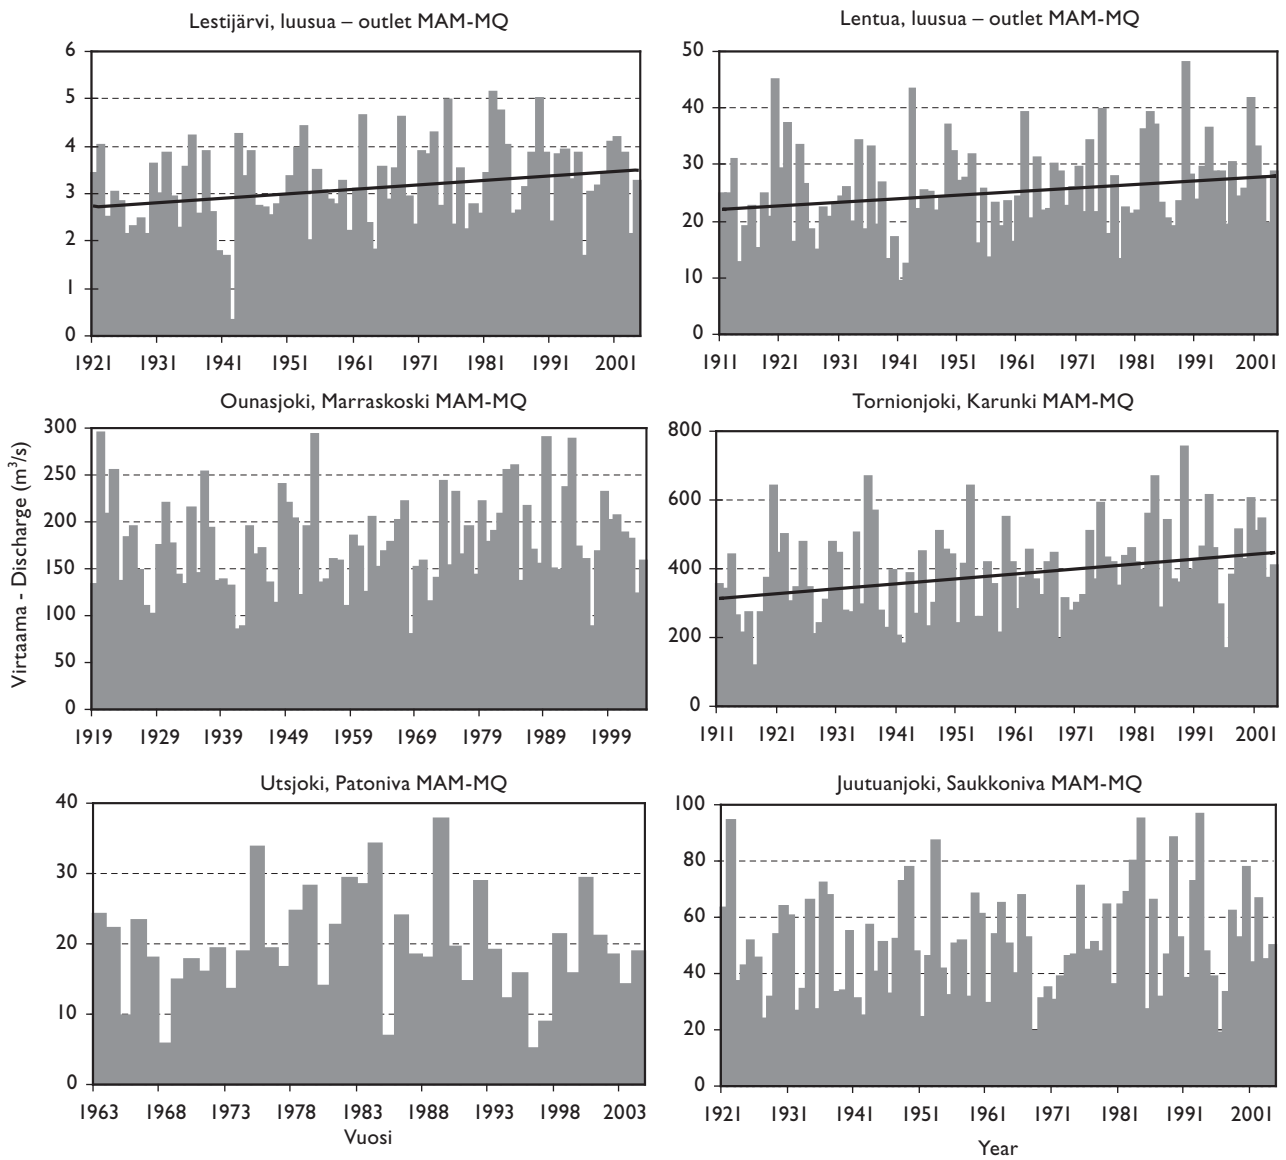 Lestijärvi, luusua – outlet MAM-MQ
6
5
4
3
2
1
0
1921 1931 1941 1951 1961 1971 1981 1991 2001
Lentua, luusua – outlet MAM-MQ
50
40
30
20
10
0
1911 1921 1931 1941 1951 1961 1971 1981 1991 2001
Virtaama - Discharge (m³/s)
Ounasjoki, Marraskoski MAM-MQ
300
250
200
150
100
50
0
1919 1929 1939 1949 1959 1969 1979 1989 1999
Tornionjoki, Karunki MAM-MQ
800
600
400
200
0
1911 1921 1931 1941 1951 1961 1971 1981 1991 2001
Utsjoki, Patoniva MAM-MQ
40
30
20
10
0
1963 1968 1973 1978 1983 1988 1993 1998 2003
Vuosi
Juutuanjoki, Saukkoniva MAM-MQ
100
80
60
40
20
0
1921 1931 1941 1951 1961 1971 1981 1991 2001
Year